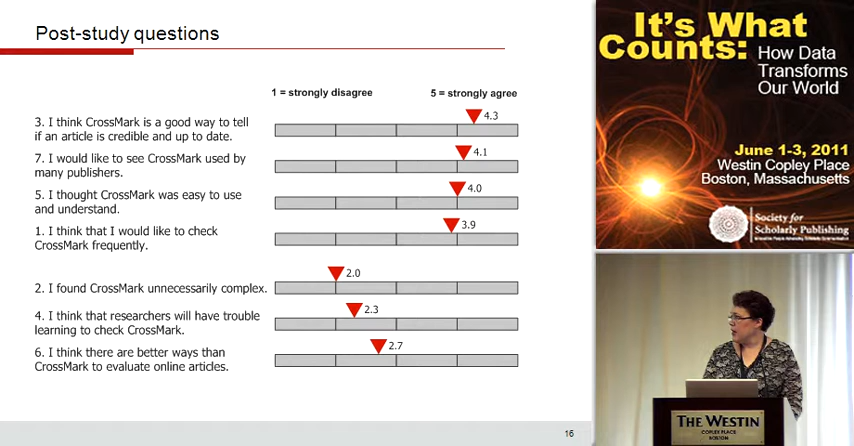 Post-study questions
1 = strongly disagree
5 = strongly agree
3. I think CrossMark is a good way to tell
if an article is credible and up to date.
4.3
7. I would like to see CrossMark used by
many publishers.
4.1
5. I thought CrossMark was easy to use
and understand.
4.0
1. I think that I would like to check
CrossMark frequently.
3.9
2. I found CrossMark unnecessarily complex.
2.0
4. I think that researchers will have trouble
learning to check CrossMark.
2.3
6. I think there are better ways than
CrossMark to evaluate online articles.
2.7
16
It's What
Counts:
How Data
Transforms
Our World
June 1-3, 2011
Westin Copley Place
Boston, Massachusetts
Society for
Scholarly Publishing
THE WESTIN
COPLEY PLACE
BOSTON